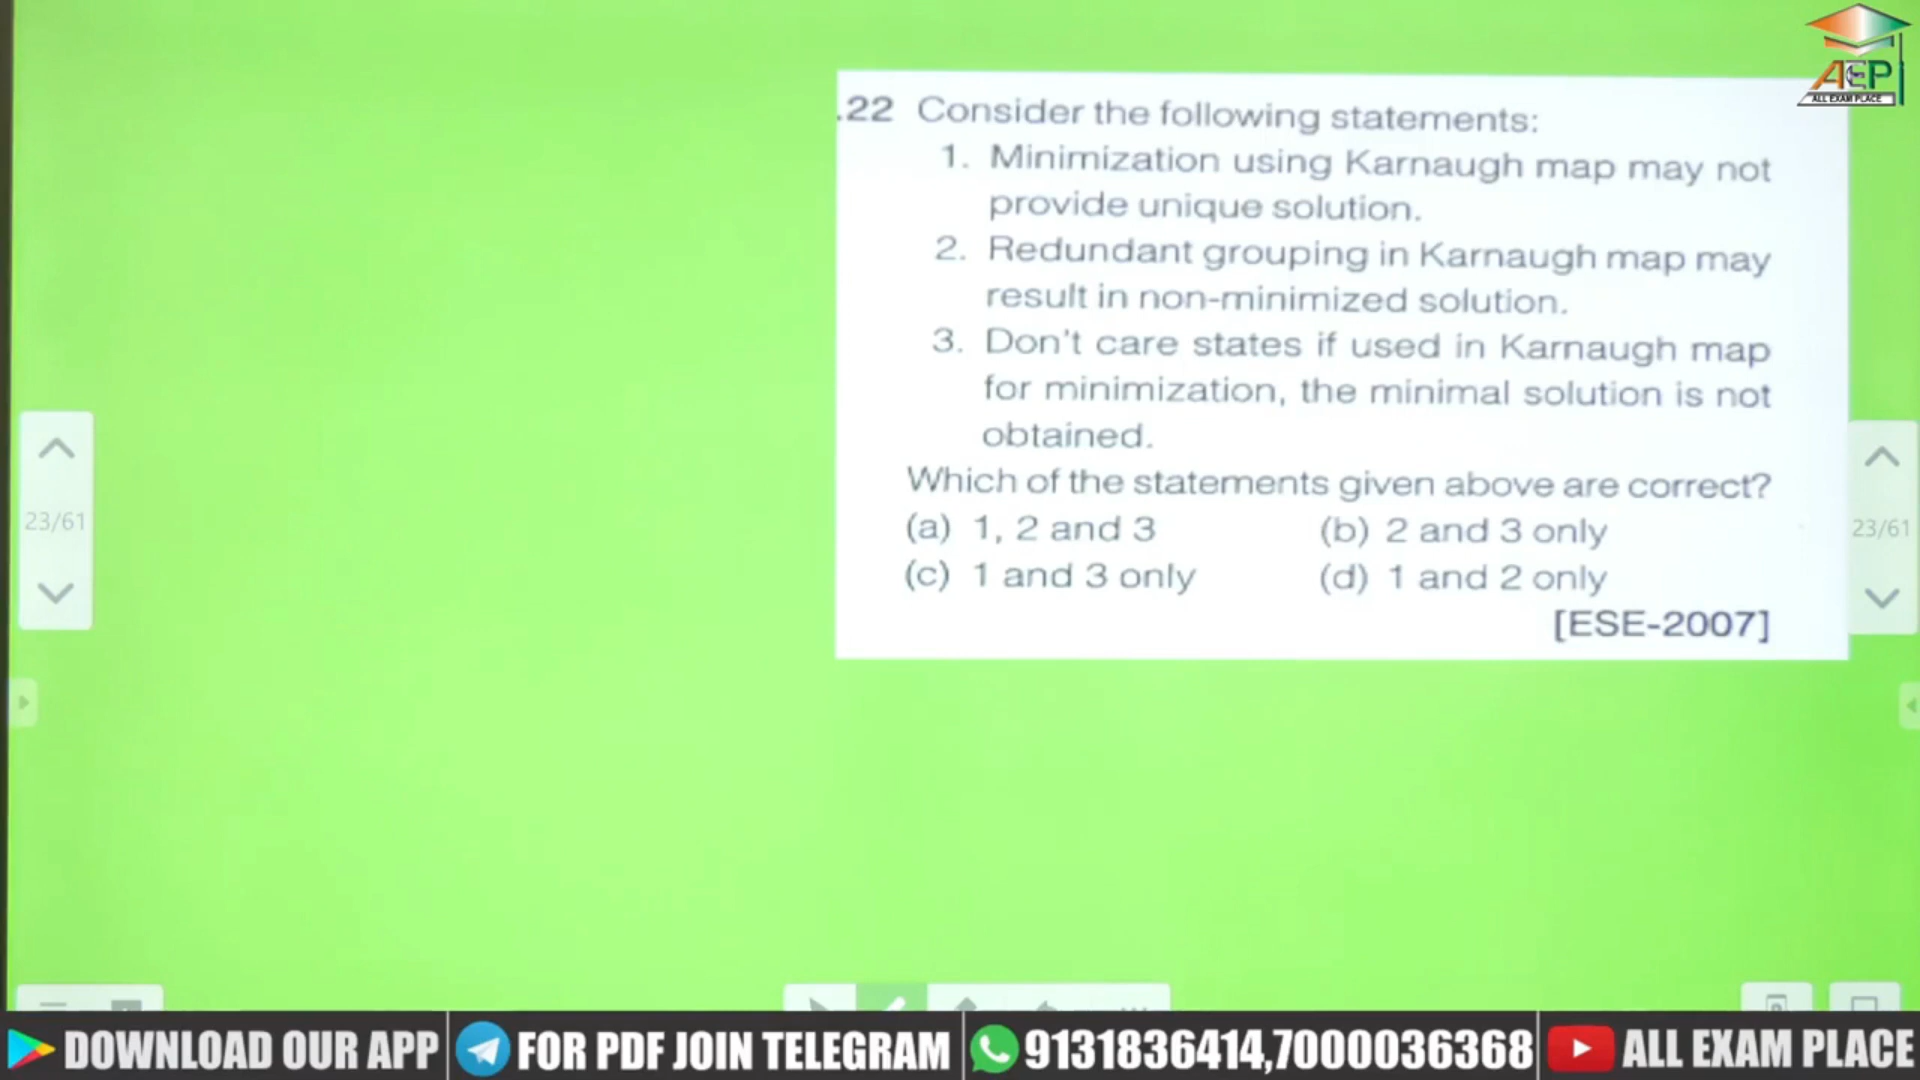 AEP
ALL EXAM PLACE
.22 Consider the following statements:
1. Minimization using Karnaugh map may not
provide unique solution.
2. Redundant grouping in Karnaugh map may
result in non-minimized solution.
3. Don't care states if used in Karnaugh map
for minimization, the minimal solution is not
obtained.
Which of the statements given above are correct?
(a) 1, 2 and 3 (b) 2 and 3 only
(c) 1 and 3 only (d) 1 and 2 only
[ESE-2007]
23/61
23/61
DOWNLOAD OUR APP FOR PDF JOIN TELEGRAM 9131836414,7000036368 ALL EXAM PLACE